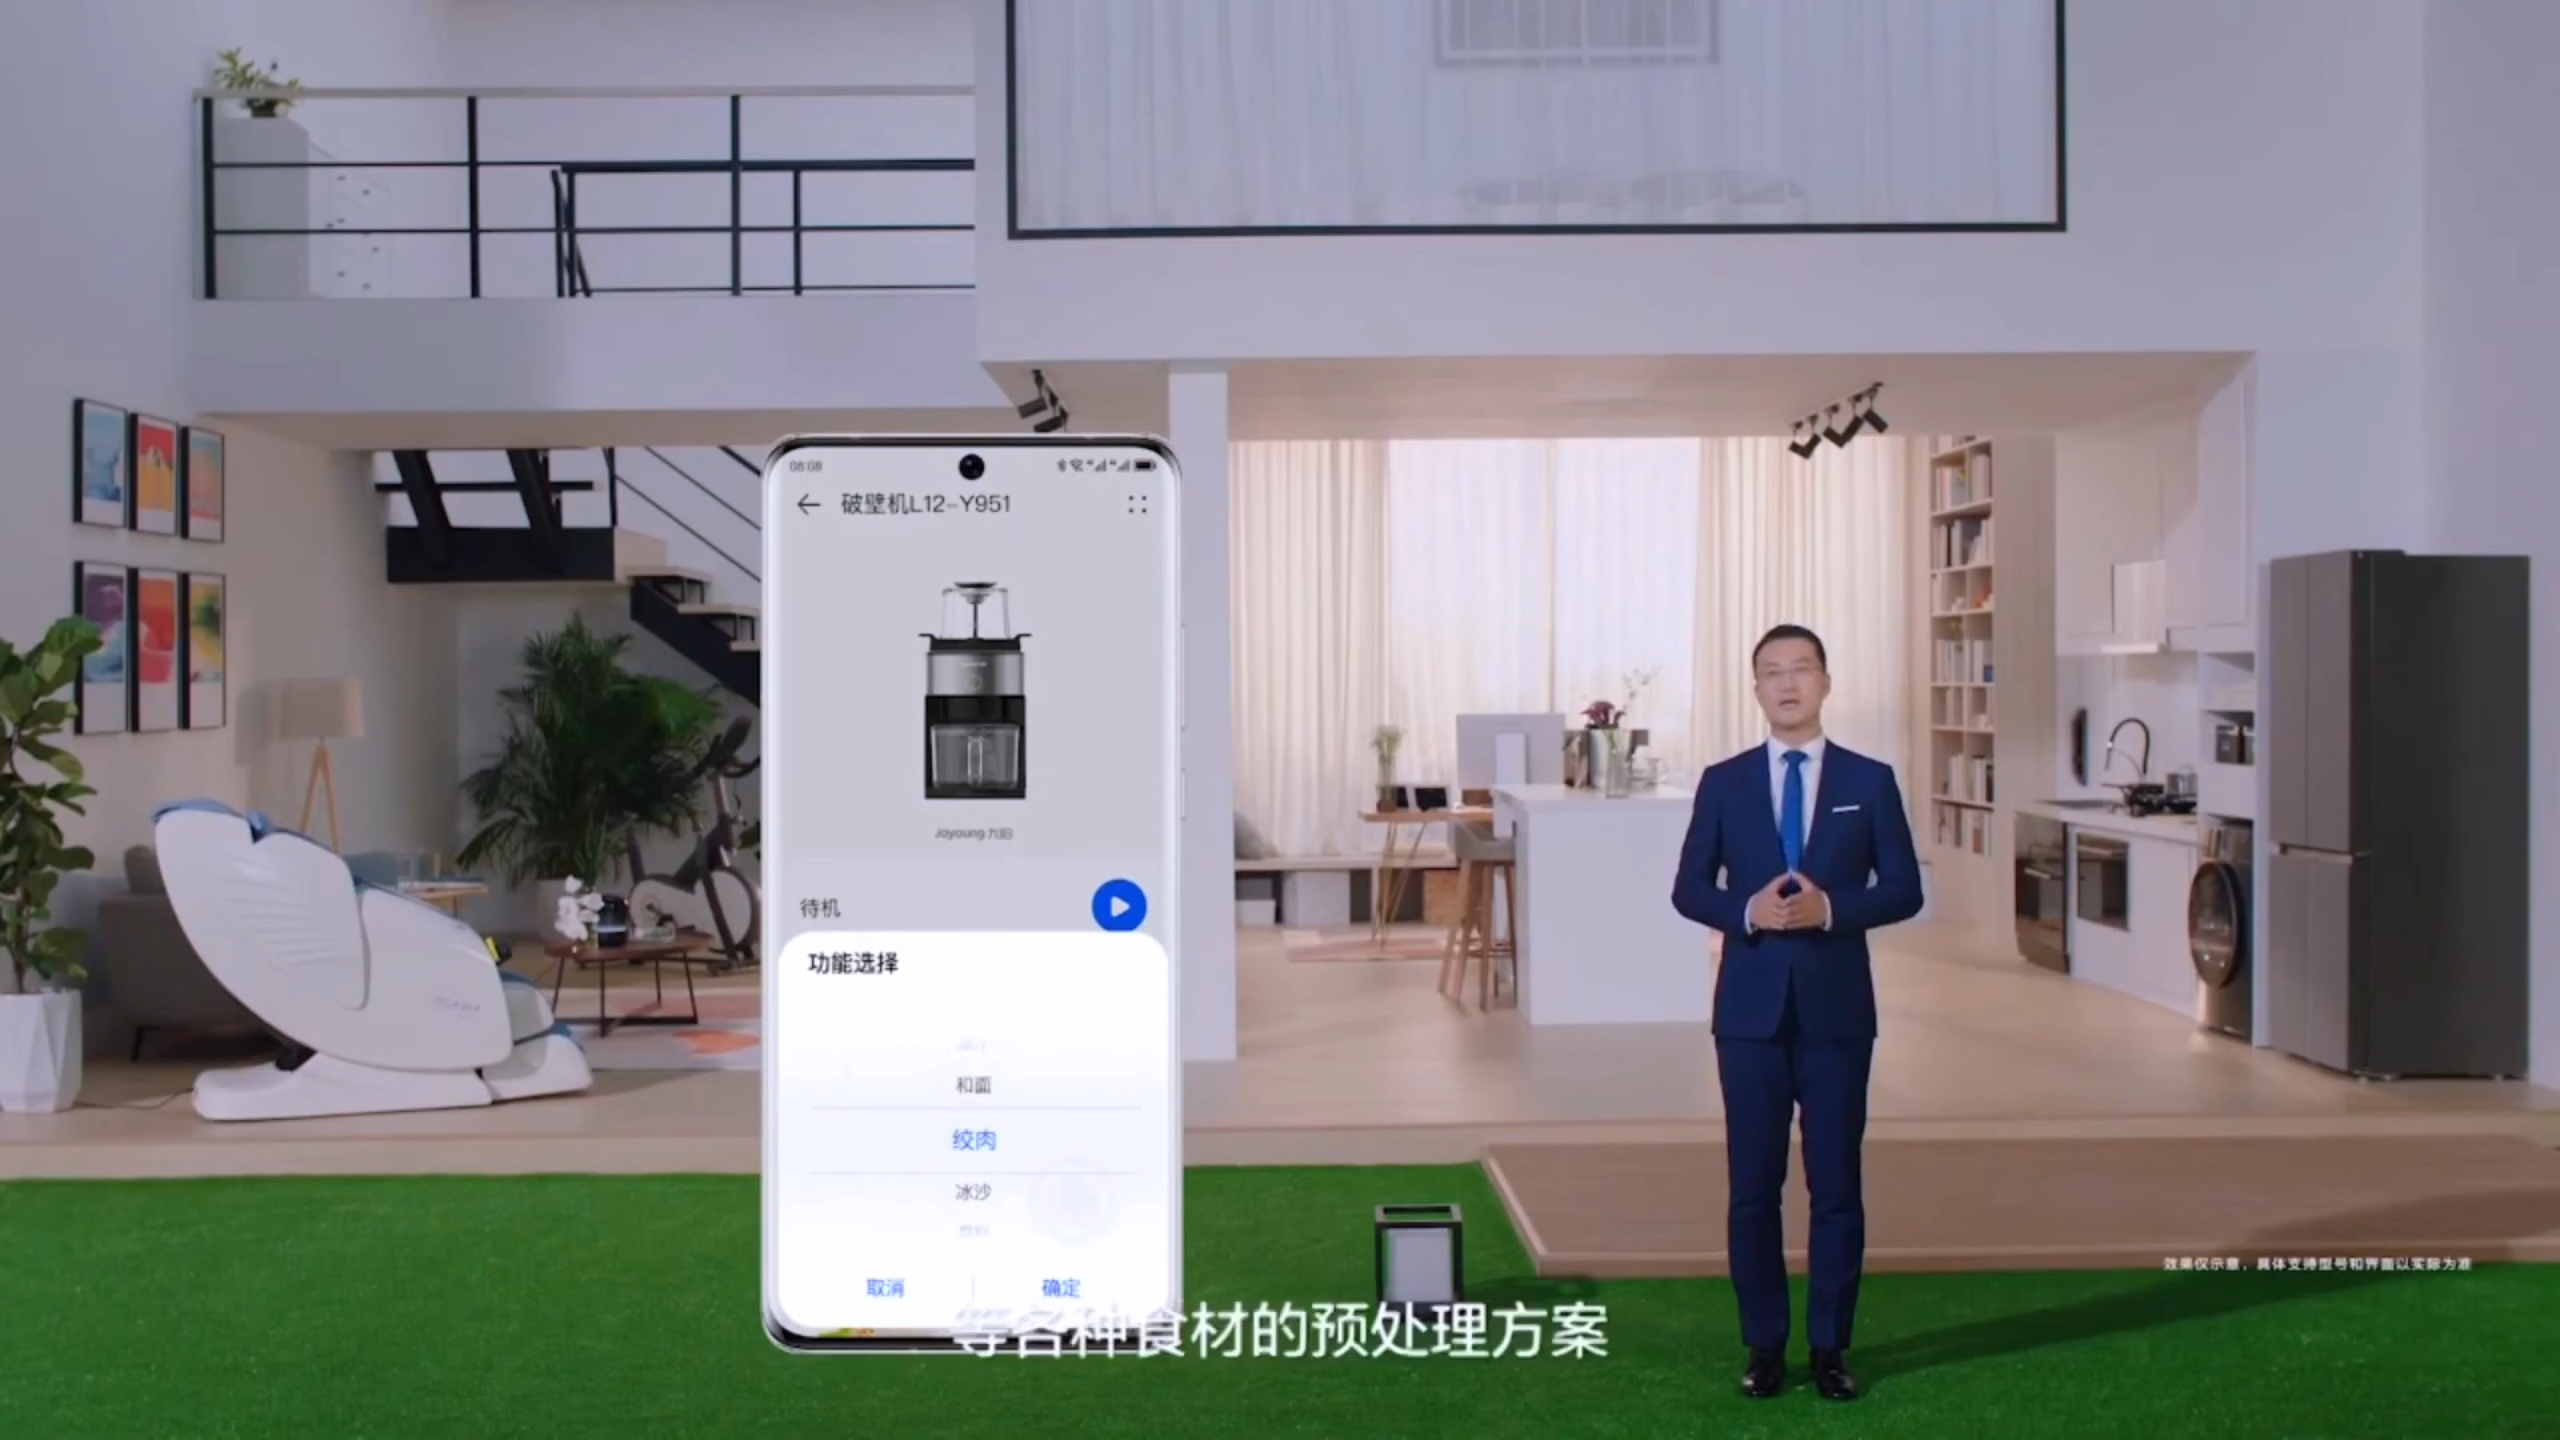 08:08
破壁机L12-Y951
Joyoung 九阳
待机
功能选择
和面
绞肉
冰沙
取消
确定
效果仅示意，具体支持型号和界面以实际为准
等各种食材的预处理方案